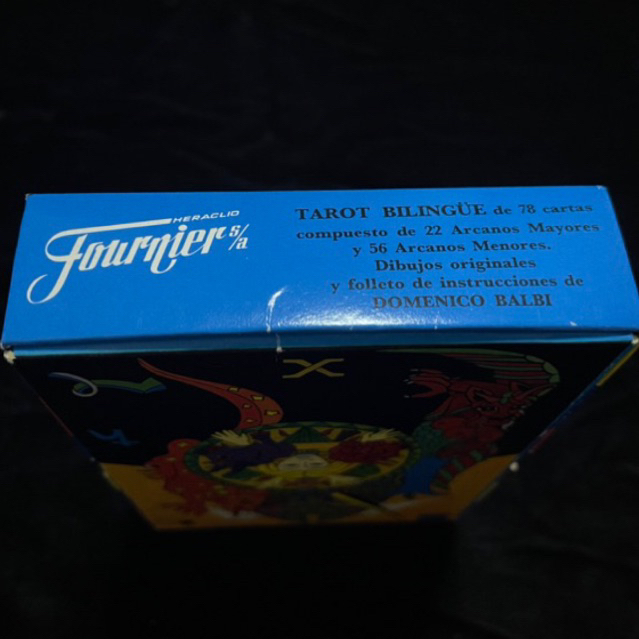 HERACLIO
Fournier s/a
TAROT BILINGÜE de 78 cartas
compuesto de 22 Arcanos Mayores
y 56 Arcanos Menores.
Dibujos originales
y folleto de instrucciones de
DOMENICO BALBI
X